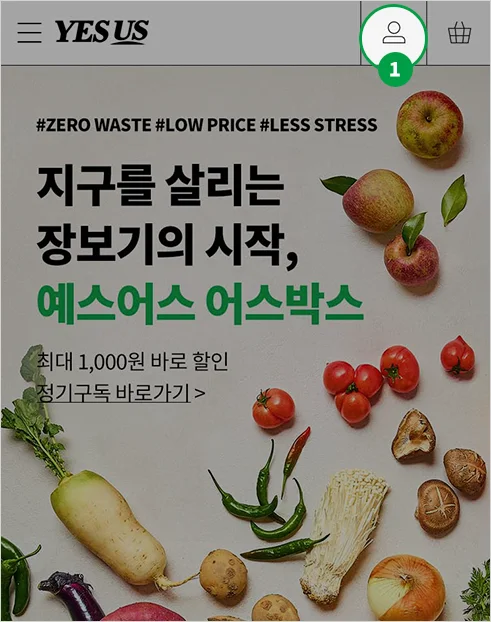 YES US
1
#ZERO WASTE #LOW PRICE #LESS STRESS
지구를 살리는
장보기의 시작,
예스어스 어스박스
최대 1,000원 바로 할인
정기구독 바로가기 >